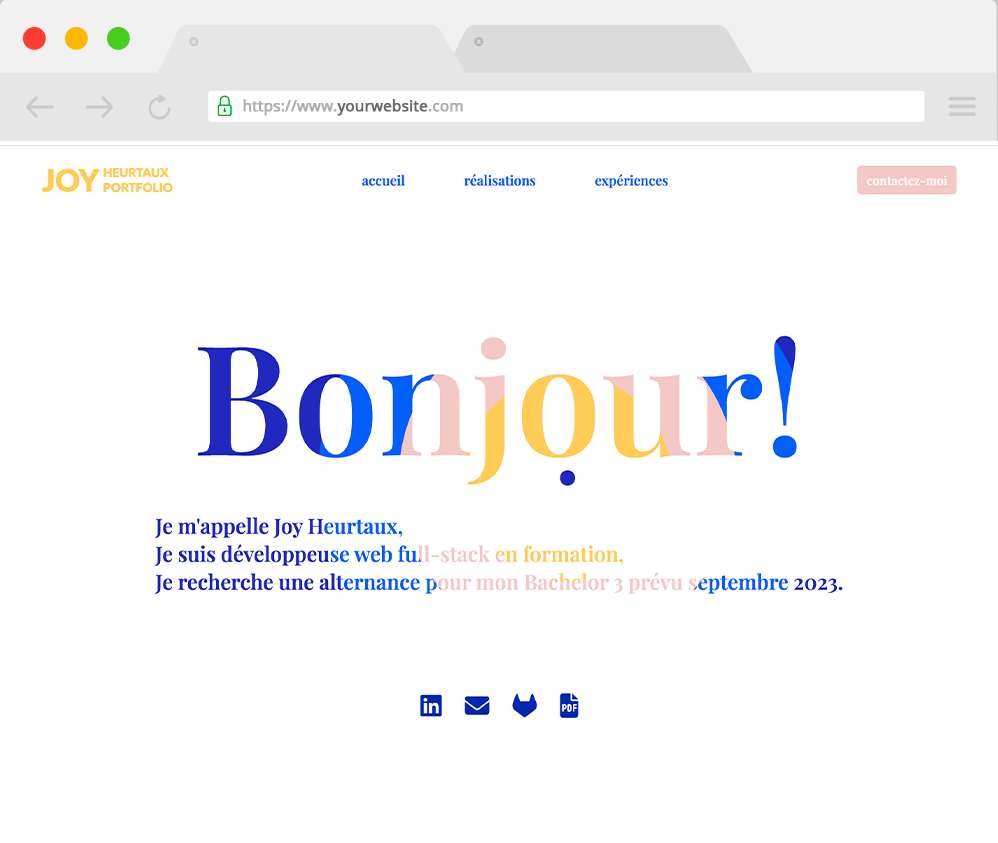 https://www.yourwebsite.com
JOY HEURTAUX
PORTFOLIO
accueil
réalisations
expériences
contactez-moi
Bonjour!
Je m'appelle Joy Heurtaux,
Je suis développeuse web full-stack en formation,
Je recherche une alternance pour mon Bachelor 3 prévu septembre 2023.
in
PDF